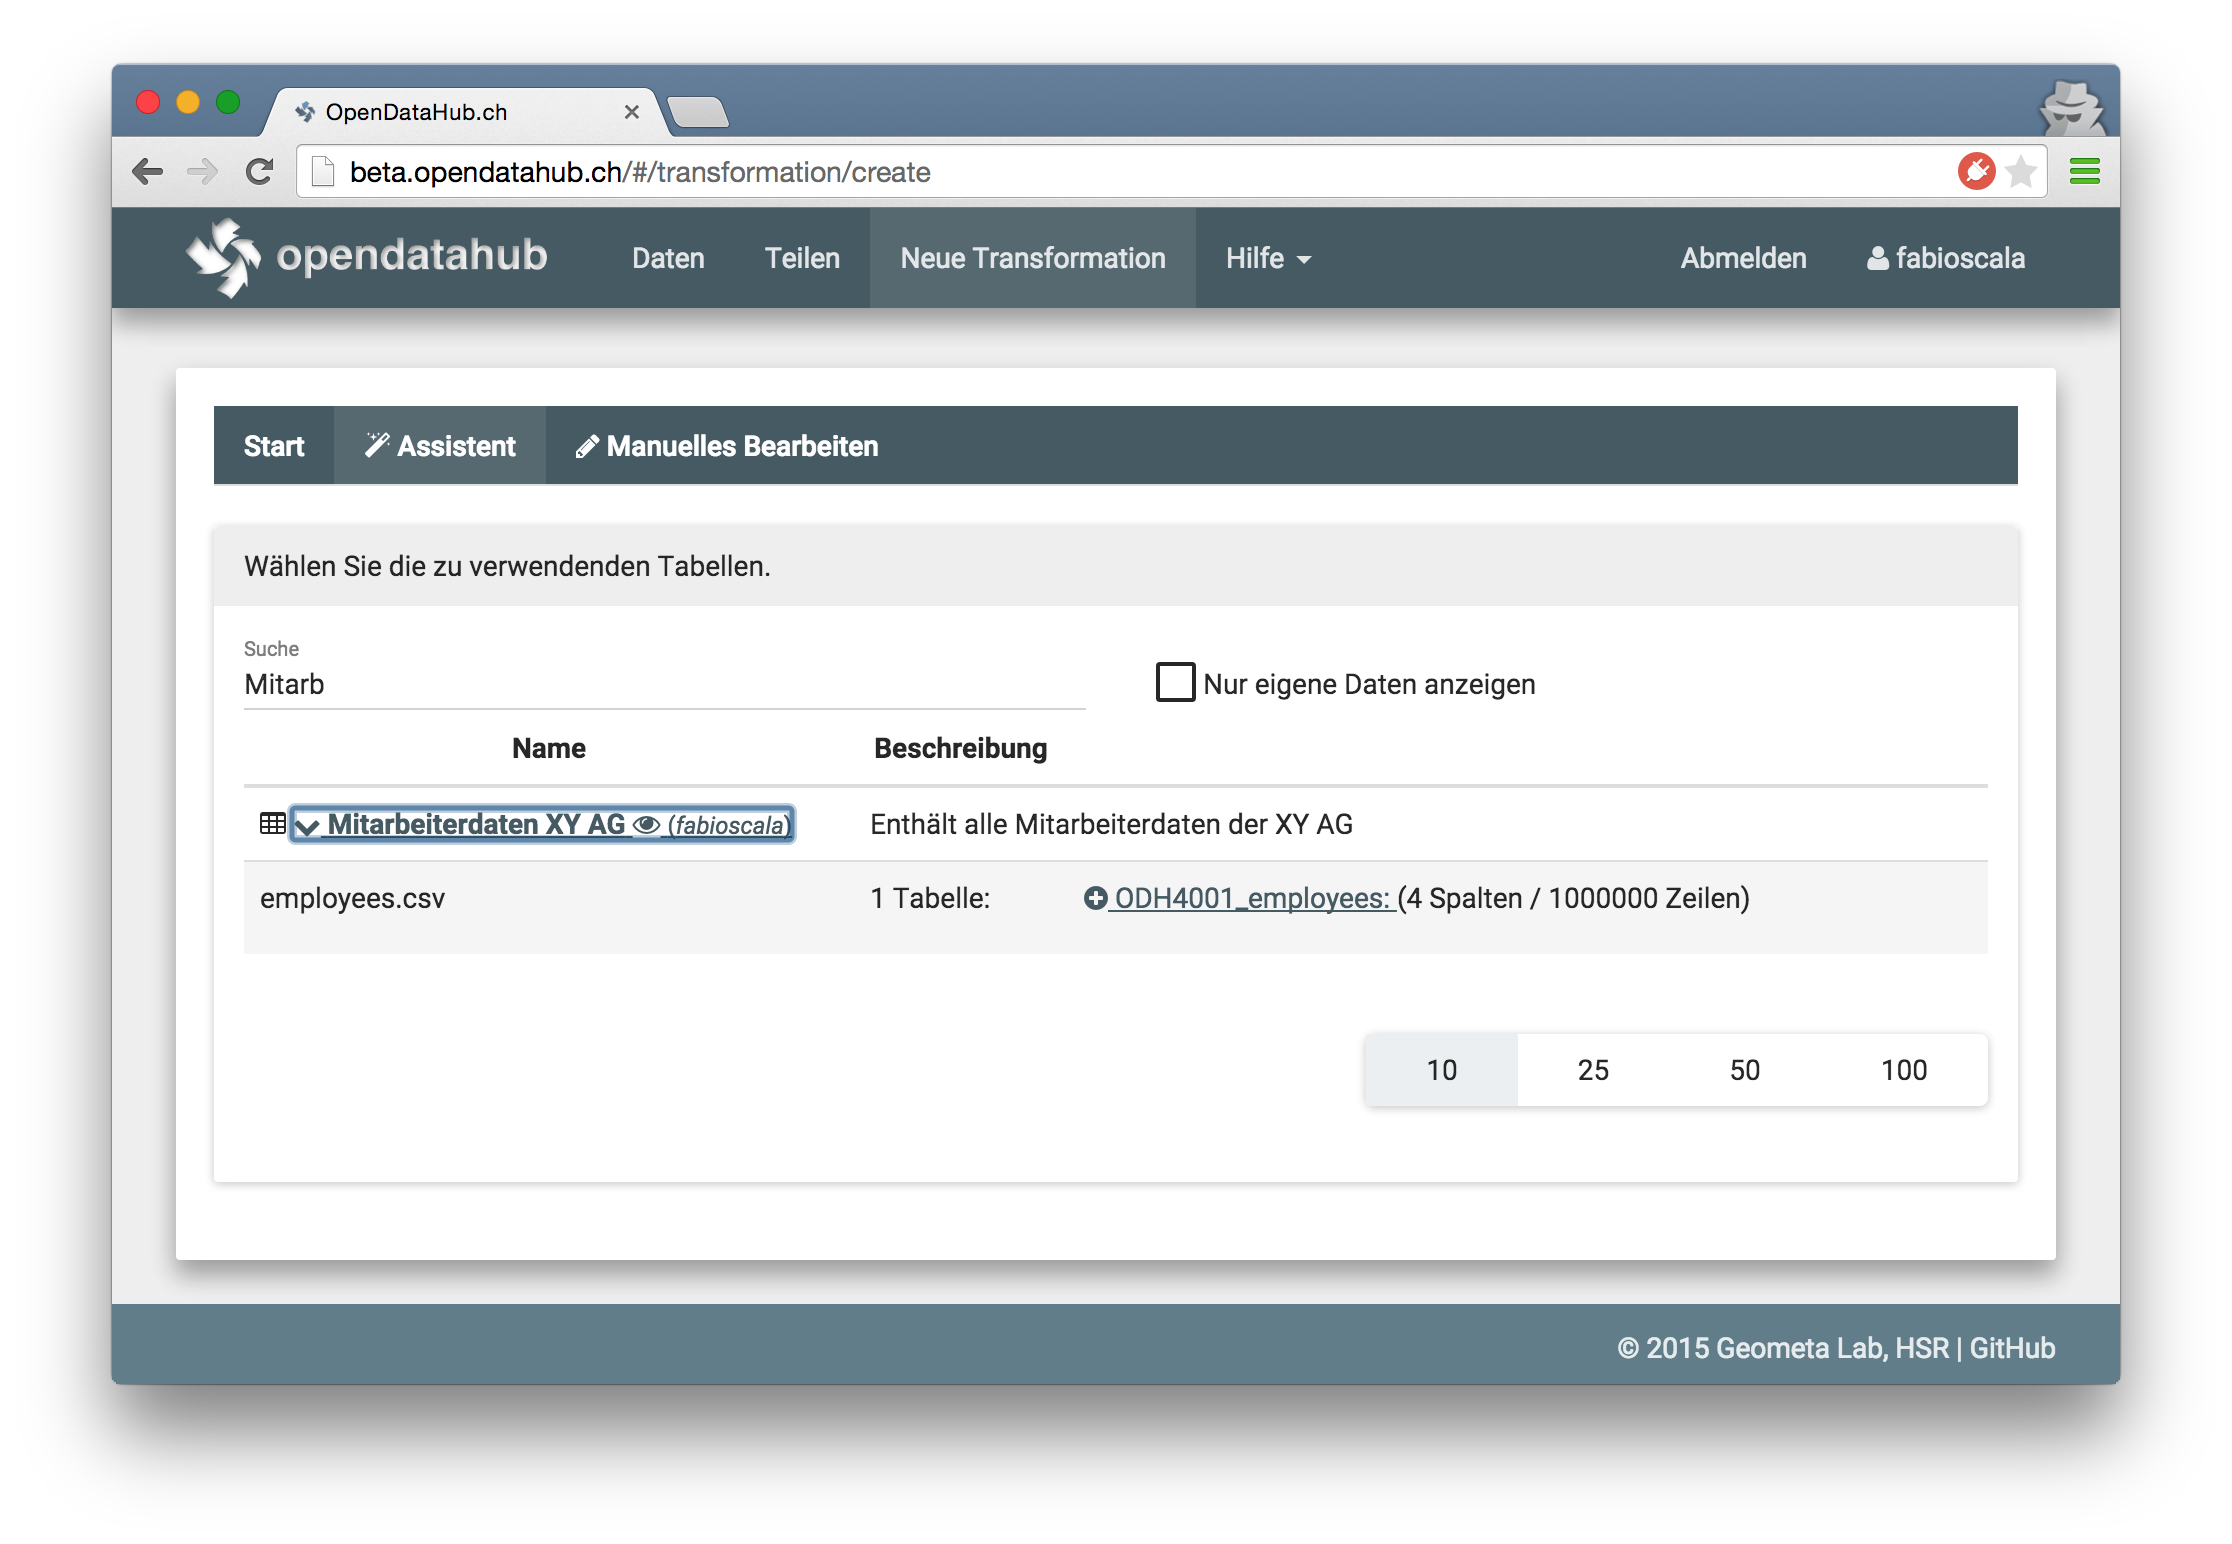 OpenDataHub.ch
beta.opendatahub.ch/#/transformation/create
opendatahub Daten Teilen Neue Transformation Hilfe Abmelden fabioscala
Start Assistent Manuelles Bearbeiten
Wählen Sie die zu verwendenden Tabellen.
Suche
Mitarb
Nur eigene Daten anzeigen
Name Beschreibung
Mitarbeiterdaten XY AG (fabioscala) Enthält alle Mitarbeiterdaten der XY AG
employees.csv 1 Tabelle: ODH4001_employees: (4 Spalten / 1000000 Zeilen)
10 25 50 100
© 2015 Geometa Lab, HSR | GitHub